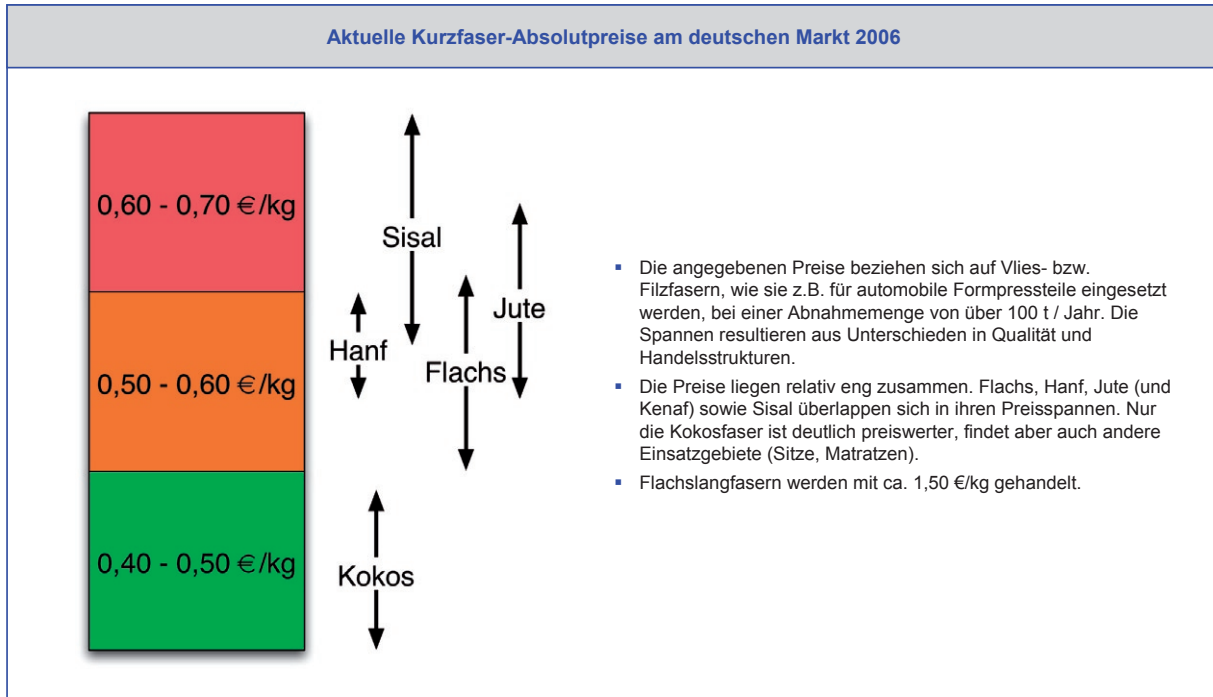 Aktuelle Kurzfaser-Absolutpreise am deutschen Markt 2006
0,60 - 0,70 €/kg
0,50 - 0,60 €/kg
0,40 - 0,50 €/kg
Sisal
Jute
Hanf
Flachs
Kokos
▪ Die angegebenen Preise beziehen sich auf Vlies- bzw.
Filzfasern, wie sie z.B. für automobile Formpressteile eingesetzt
werden, bei einer Abnahmemenge von über 100 t / Jahr. Die
Spannen resultieren aus Unterschieden in Qualität und
Handelsstrukturen.
▪ Die Preise liegen relativ eng zusammen. Flachs, Hanf, Jute (und
Kenaf) sowie Sisal überlappen sich in ihren Preisspannen. Nur
die Kokosfaser ist deutlich preiswerter, findet aber auch andere
Einsatzgebiete (Sitze, Matratzen).
▪ Flachslangfasern werden mit ca. 1,50 €/kg gehandelt.